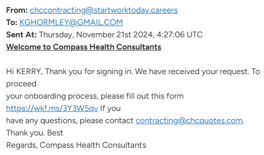 From: chccontracting@startworktoday.careers
To: KGHORMLEY@GMAIL.COM
Sent At: Thursday, November 21st 2024, 4:27:06 UTC
Welcome to Compass Health Consultants
Hi KERRY, Thank you for signing in. We have received your request. To
proceed
your onboarding process, please fill out this form
https://wkf.ms/3Y3W5qv If you
have any questions, please contact contracting@chcquotes.com.
Thank you. Best
Regards, Compass Health Consultants